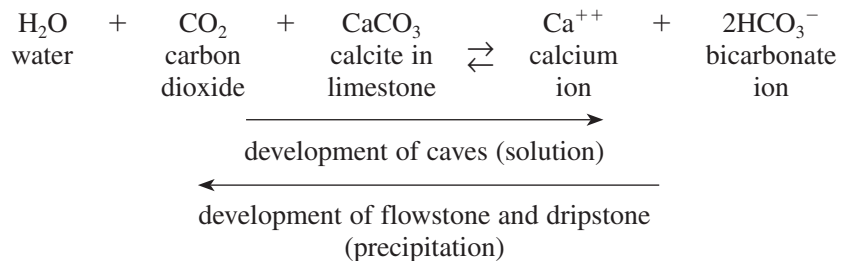 H₂O + CO₂ + CaCO₃ ⇄ Ca⁺⁺ + 2HCO₃⁻
water carbon calcite in calcium bicarbonate
dioxide limestone ion ion
development of caves (solution)
development of flowstone and dripstone
(precipitation)